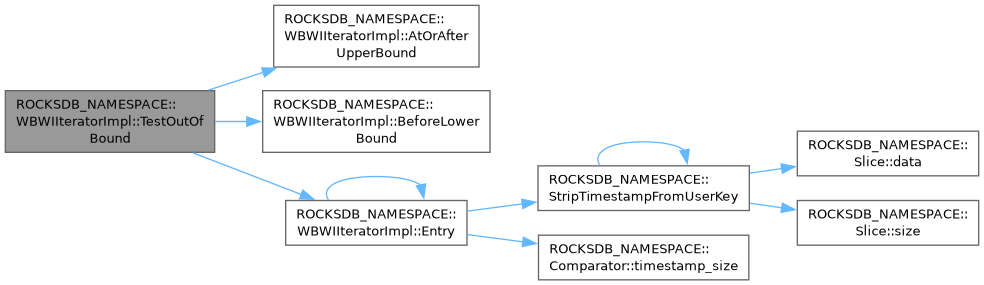 ROCKSDB_NAMESPACE::
WBWIIteratorImpl::AtOrAfter
UpperBound
ROCKSDB_NAMESPACE::
WBWIIteratorImpl::TestOutOf
Bound
ROCKSDB_NAMESPACE::
WBWIIteratorImpl::BeforeLower
Bound
ROCKSDB_NAMESPACE::
WBWIIteratorImpl::Entry
ROCKSDB_NAMESPACE::
StripTimestampFromUserKey
ROCKSDB_NAMESPACE::
Slice::data
ROCKSDB_NAMESPACE::
Slice::size
ROCKSDB_NAMESPACE::
Comparator::timestamp_size